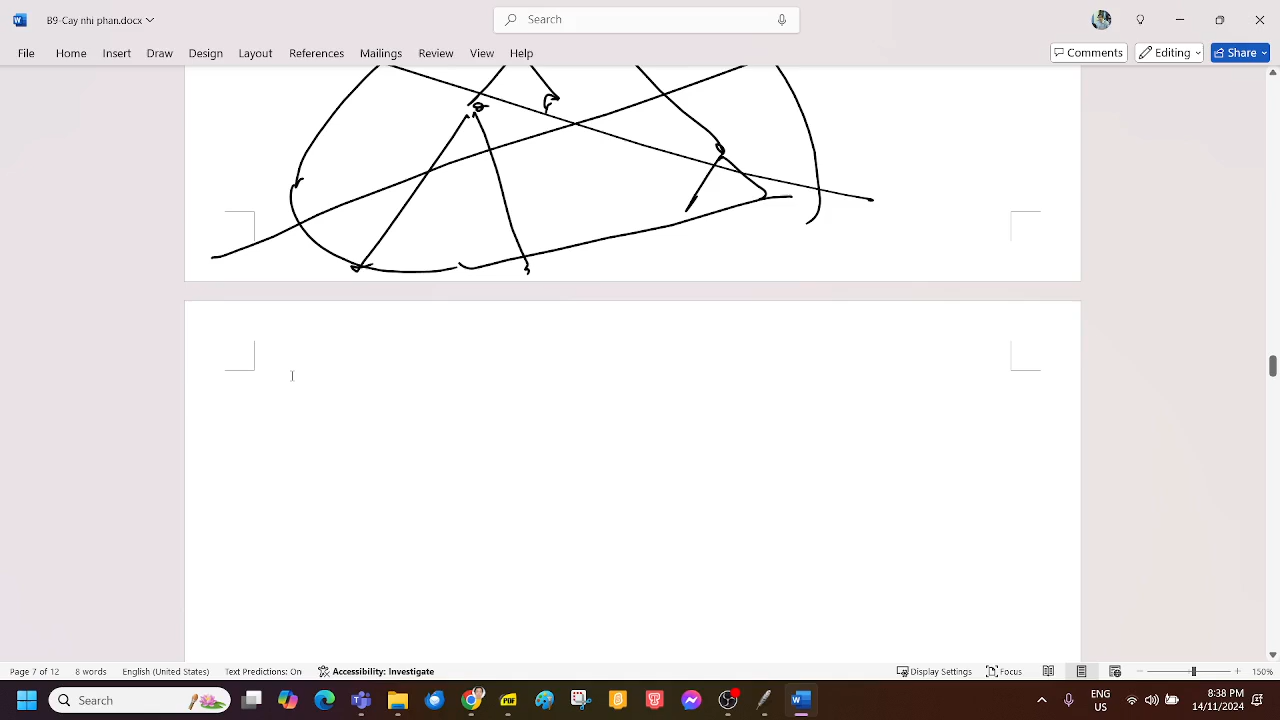 B9-Cay nhi phan.docx
Search
File Home Insert Draw Design Layout References Mailings Review View Help
Comments Editing Share
Page 7 of 12 8 words English (United States) Text Predictions: On Accessibility: Investigate Display Settings Focus 150%
Search
PDF
ENG
US
8:38 PM
14/11/2024